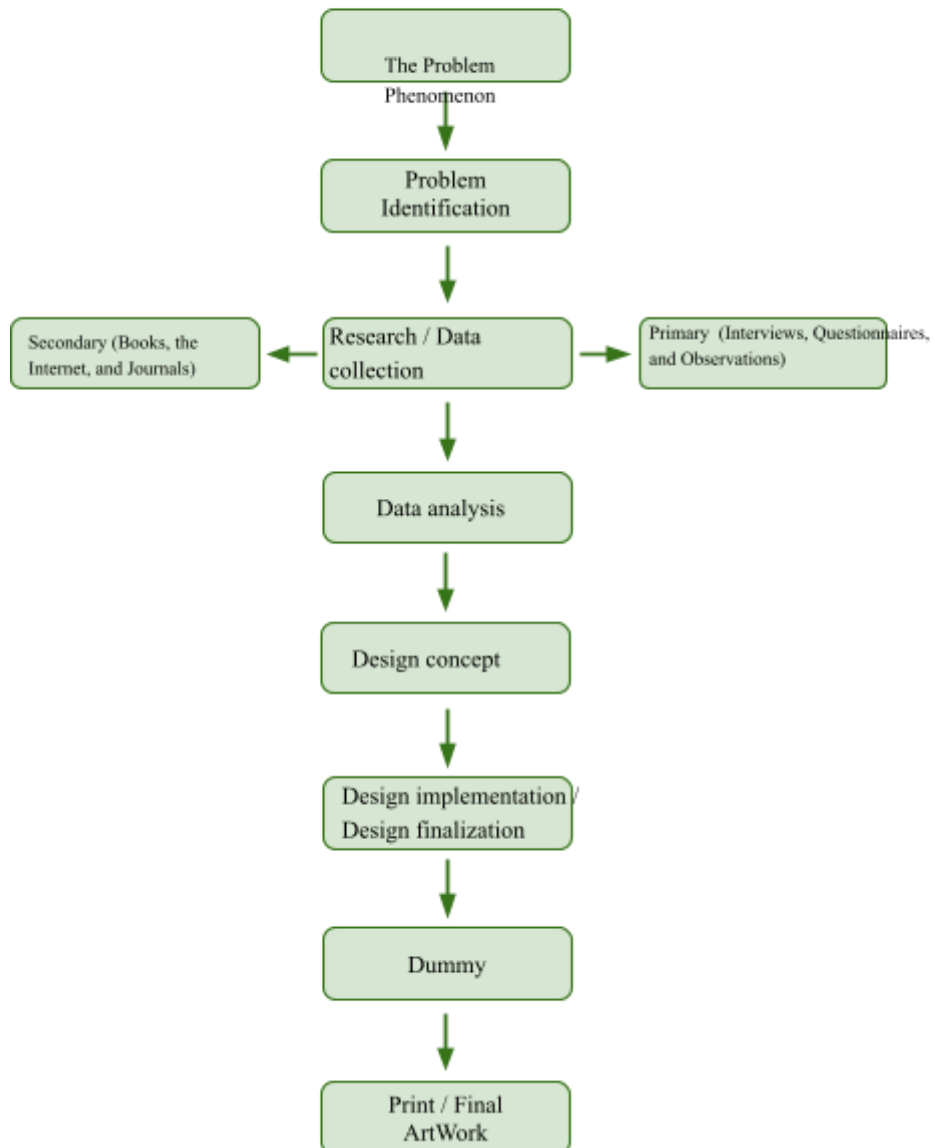 The Problem
Phenomenon
Problem
Identification
Secondary (Books, the
Internet, and Journals)
Research / Data
collection
Primary (Interviews, Questionnaires,
and Observations)
Data analysis
Design concept
Design implementation /
Design finalization
Dummy
Print / Final
ArtWork